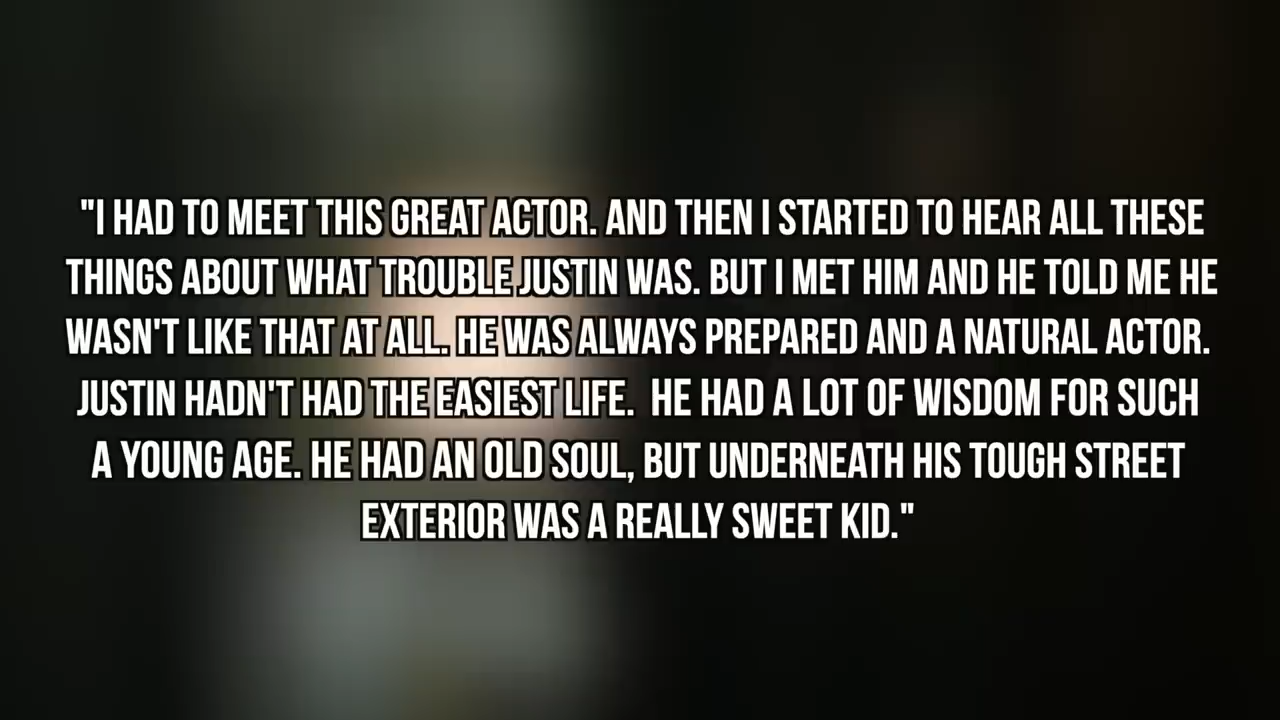 "I HAD TO MEET THIS GREAT ACTOR. AND THEN I STARTED TO HEAR ALL THESE
THINGS ABOUT WHAT TROUBLE JUSTIN WAS. BUT I MET HIM AND HE TOLD ME HE
WASN'T LIKE THAT AT ALL. HE WAS ALWAYS PREPARED AND A NATURAL ACTOR.
JUSTIN HADN'T HAD THE EASIEST LIFE. HE HAD A LOT OF WISDOM FOR SUCH
A YOUNG AGE. HE HAD AN OLD SOUL, BUT UNDERNEATH HIS TOUGH STREET
EXTERIOR WAS A REALLY SWEET KID."